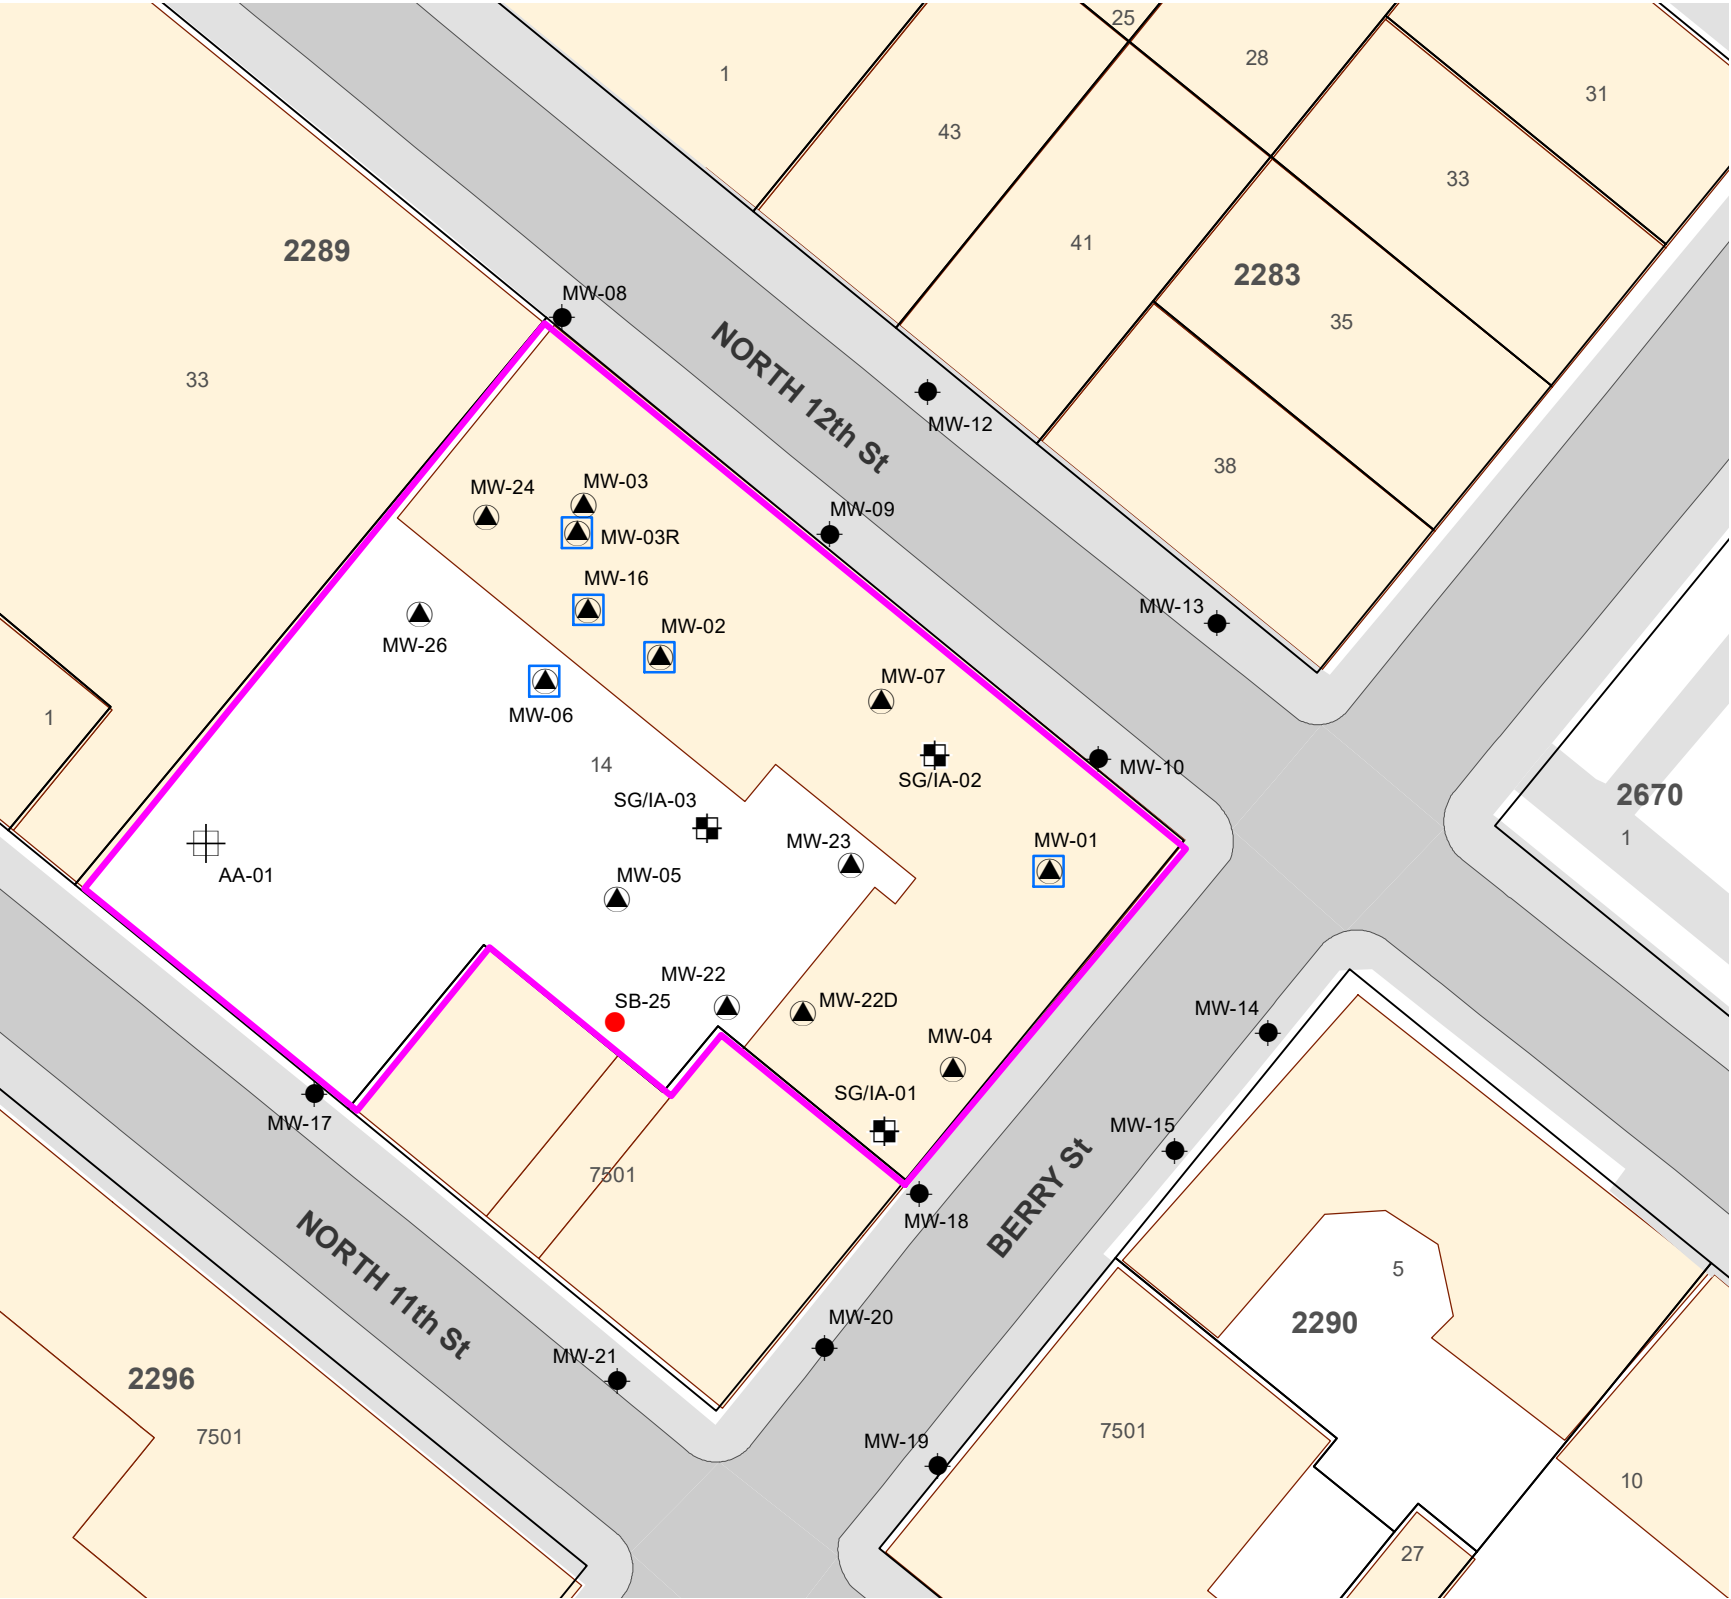 25
28
1
31
43
33
41
2289
2283
MW-08
35
NORTH 12th St
33
MW-12
38
MW-24
MW-03
MW-09
MW-03R
MW-16
MW-13
MW-02
MW-26
MW-07
1
MW-06
14
MW-10
SG/IA-02
2670
SG/IA-03
1
MW-23
MW-01
AA-01
MW-05
MW-22
SB-25
MW-22D
MW-14
MW-04
SG/IA-01
MW-17
MW-15
7501
BERRY St
MW-18
NORTH 11th St
5
MW-20
2290
MW-21
2296
7501
7501
MW-19
10
27